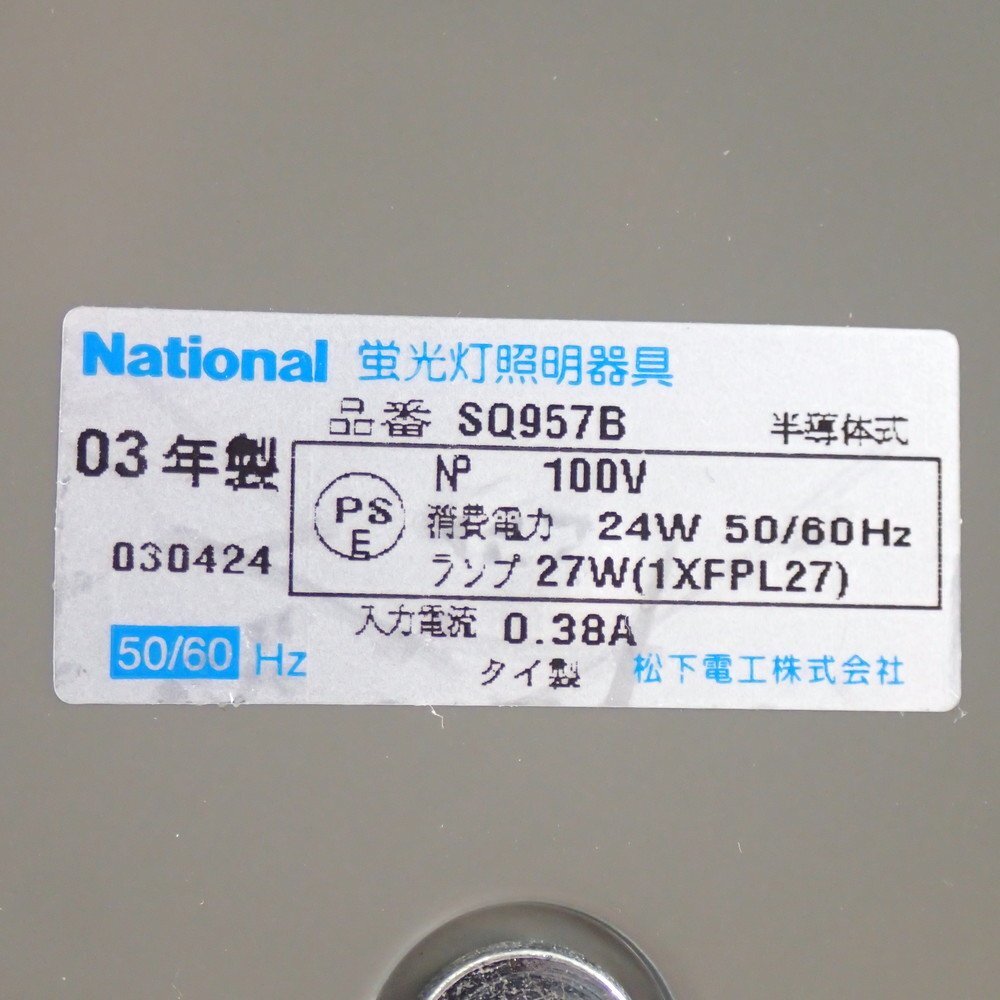 National 蛍光灯照明器具
品番 SQ957B 半導体式
03年製
NP 100V
PS
E
消費電力 24W 50/60Hz
ランプ 27W(1XFPL27)
030424
入力電流 0.38A
50/60 Hz
タイ製 松下電工株式会社